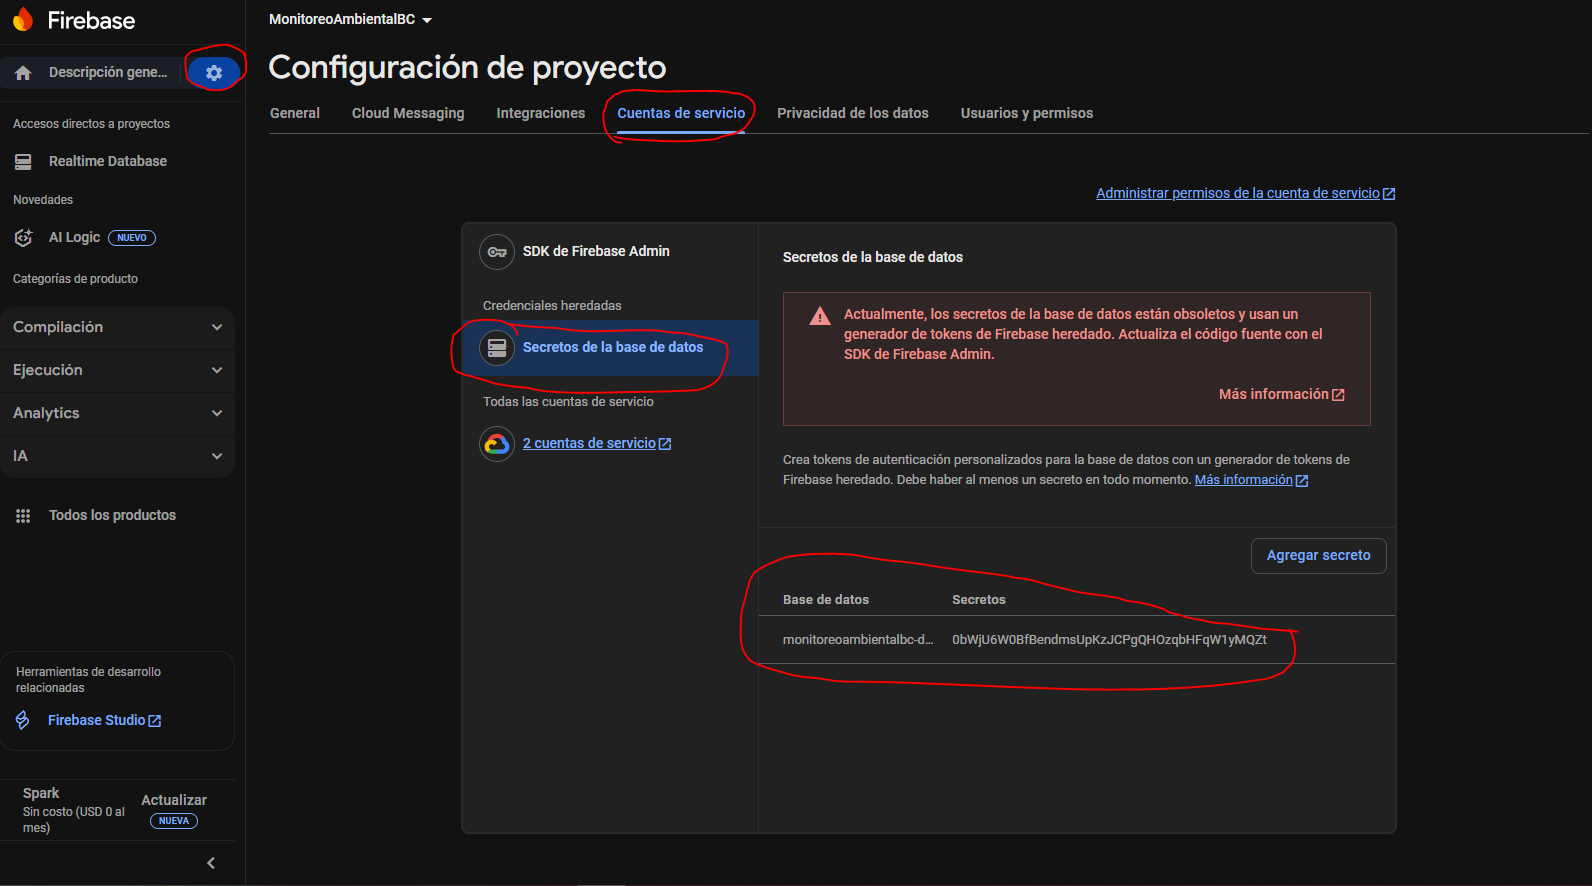 Firebase
MonitoreoAmbientalBC
Descripción gene...
Configuración de proyecto
General
Cloud Messaging
Integraciones
Cuentas de servicio
Privacidad de los datos
Usuarios y permisos
Accesos directos a proyectos
Realtime Database
Novedades
AI Logic
NUEVO
Categorías de producto
Compilación
Ejecución
Analytics
IA
Todos los productos
Herramientas de desarrollo
relacionadas
Firebase Studio
Spark
Sin costo (USD 0 al
mes)
Actualizar
NUEVA
Administrar permisos de la cuenta de servicio
SDK de Firebase Admin
Credenciales heredadas
Secretos de la base de datos
Todas las cuentas de servicio
2 cuentas de servicio
Secretos de la base de datos
Actualmente, los secretos de la base de datos están obsoletos y usan un
generador de tokens de Firebase heredado. Actualiza el código fuente con el
SDK de Firebase Admin.
Más información
Crea tokens de autenticación personalizados para la base de datos con un generador de tokens de
Firebase heredado. Debe haber al menos un secreto en todo momento. Más información
Agregar secreto
Base de datos
Secretos
monitoreoambientalbc-d...
0bWjU6W0BfBendmsUpKzJCPgQHOzqbHFqW1yMQZt